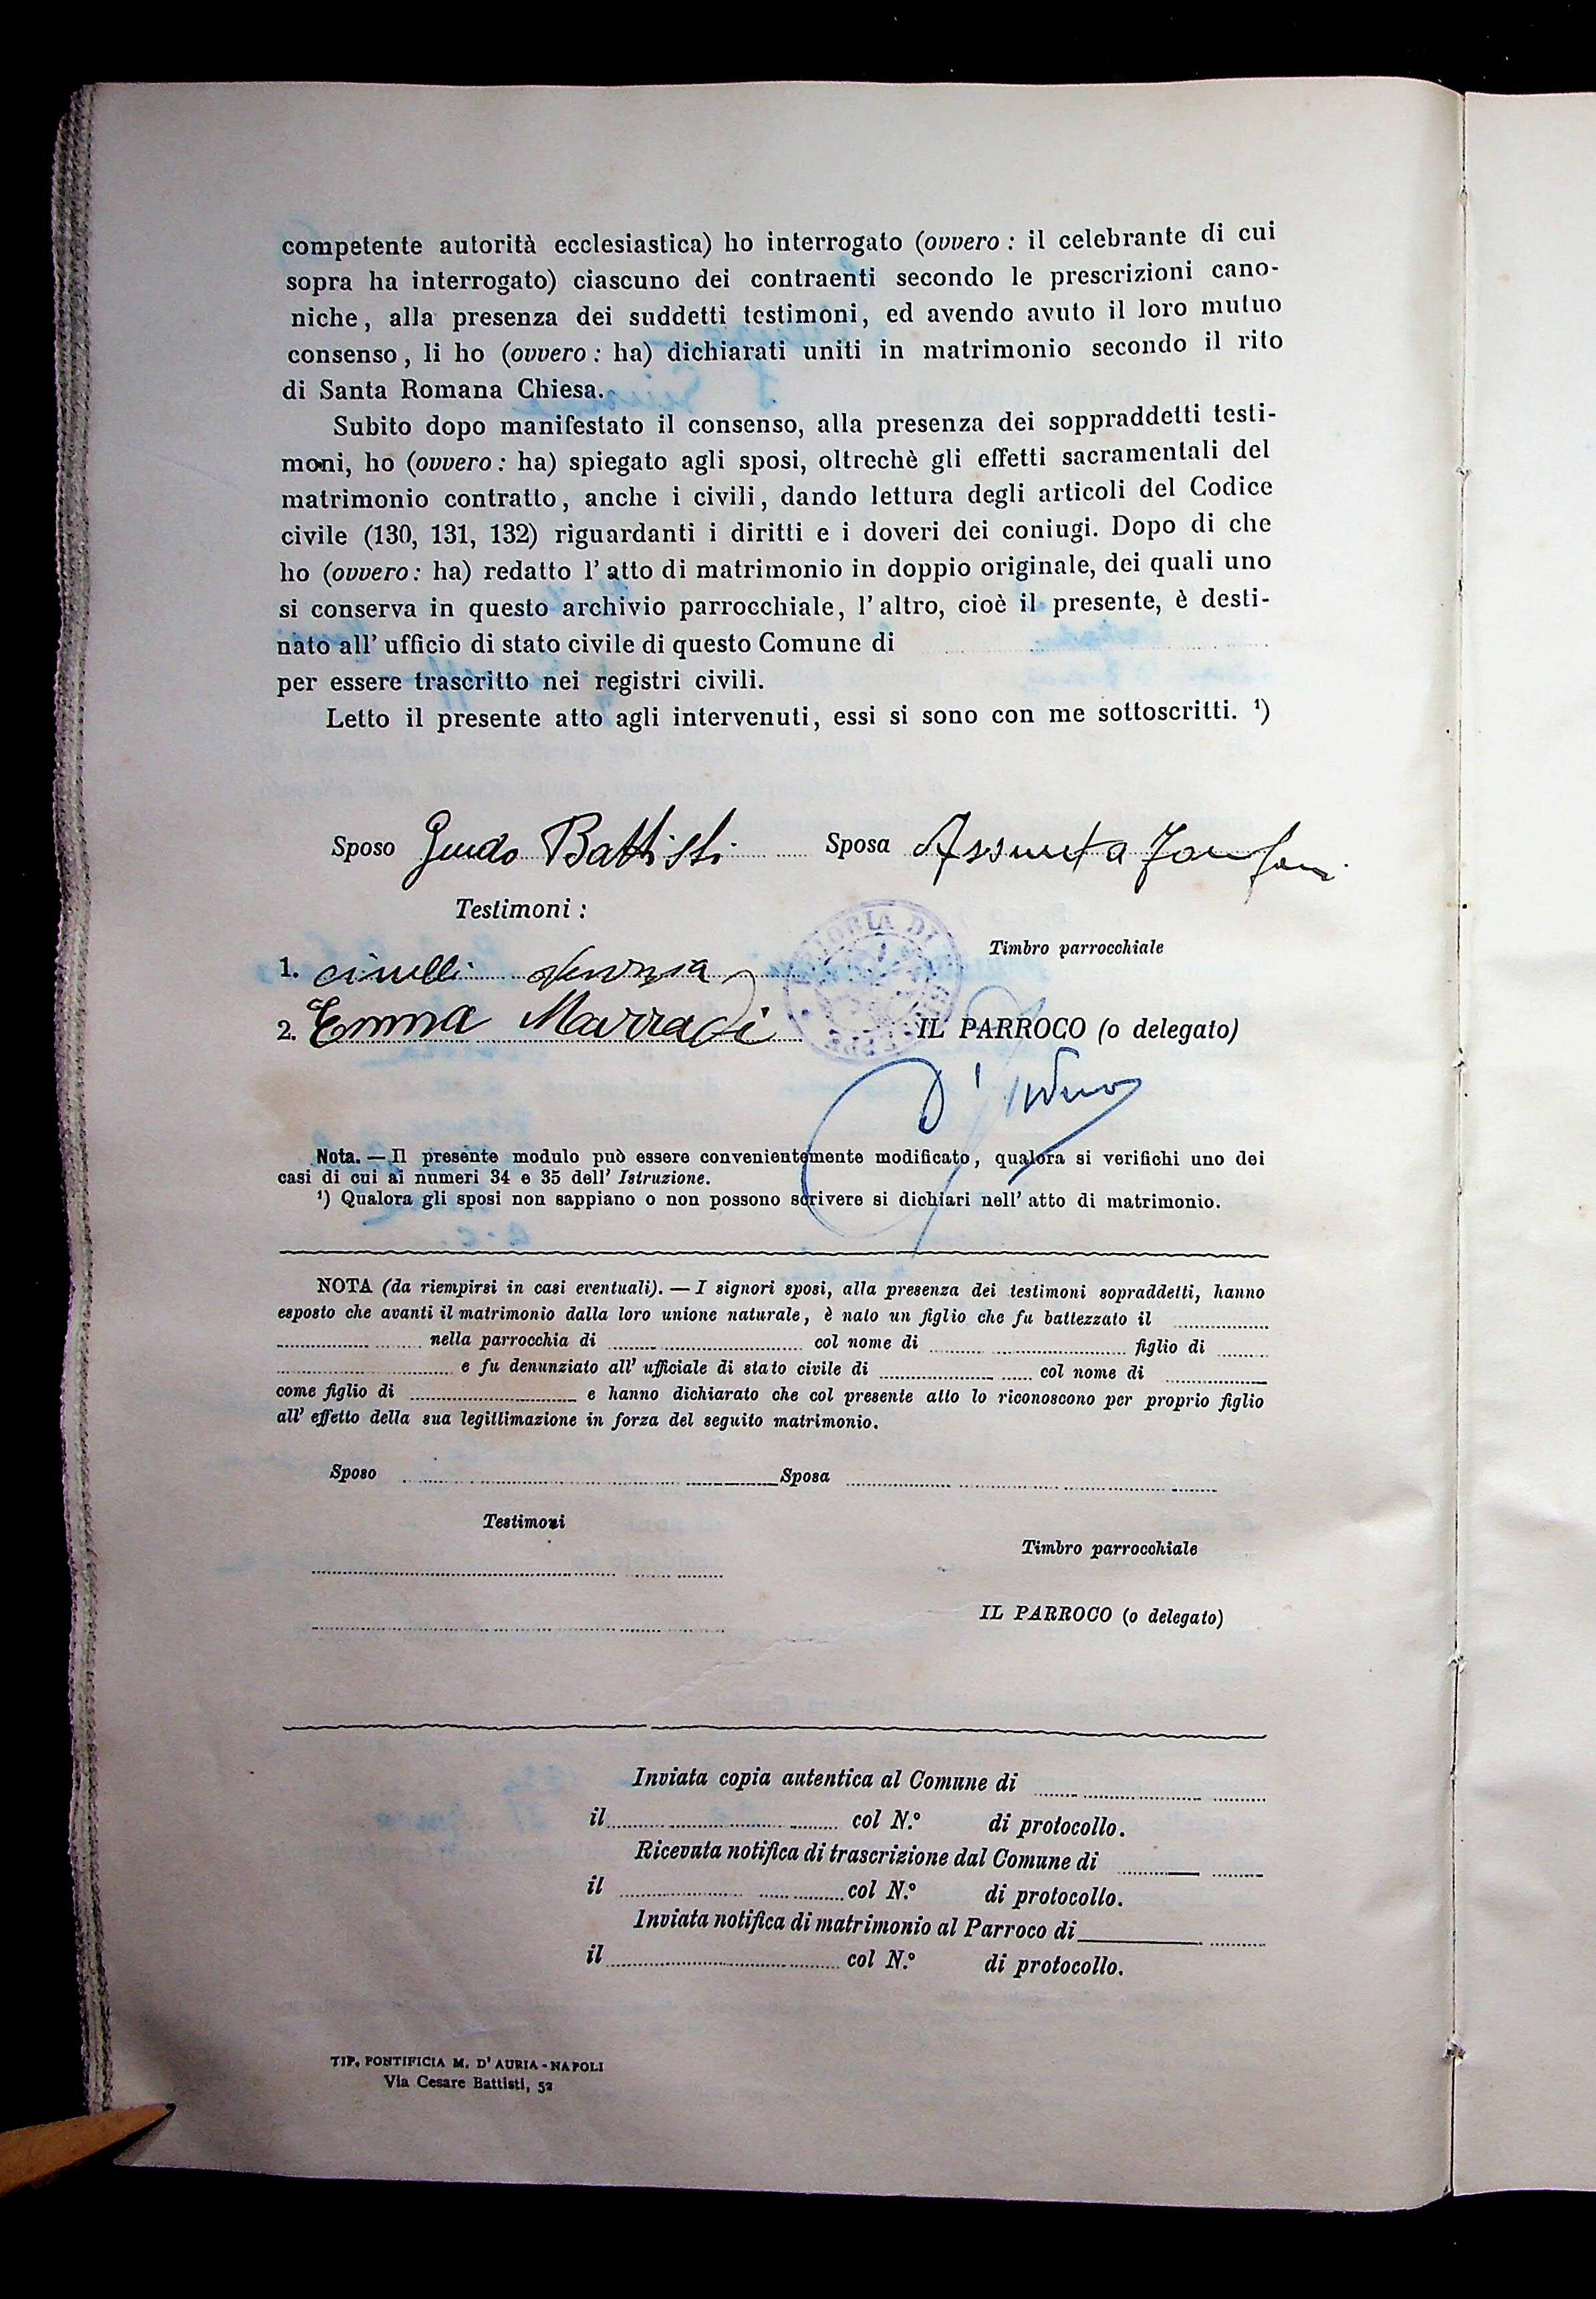 competente autorità ecclesiastica) ho interrogato (ovvero : il celebrante di cui
sopra ha interrogato) ciascuno dei contraenti secondo le prescrizioni cano-
niche, alla presenza dei suddetti testimoni, ed avendo avuto il loro mutuo
consenso, li ho (ovvero : ha) dichiarati uniti in matrimonio secondo il rito
di Santa Romana Chiesa.
Subito dopo manifestato il consenso, alla presenza dei soppraddetti testi-
moni, ho (ovvero : ha) spiegato agli sposi, oltrechè gli effetti sacramentali del
matrimonio contratto, anche i civili, dando lettura degli articoli del Codice
civile (130, 131, 132) riguardanti i diritti e i doveri dei coniugi. Dopo di che
ho (ovvero : ha) redatto l' atto di matrimonio in doppio originale, dei quali uno
si conserva in questo archivio parrocchiale, l' altro, cioè il presente, è desti-
nato all' ufficio di stato civile di questo Comune di
per essere trascritto nei registri civili.
Letto il presente atto agli intervenuti, essi si sono con me sottoscritti. ¹)
Sposo Guido Battisti Sposa Assunta
Testimoni :
Timbro parrocchiale
1. cinelli
2. Emma Marradi IL PARROCO (o delegato)
Nota. — Il presente modulo può essere convenientemente modificato, qualora si verifichi uno dei
casi di cui ai numeri 34 e 35 dell' Istruzione.
¹) Qualora gli sposi non sappiano o non possono scrivere si dichiari nell' atto di matrimonio.
NOTA (da riempirsi in casi eventuali). — I signori sposi, alla presenza dei testimoni sopraddetti, hanno
esposto che avanti il matrimonio dalla loro unione naturale, è nato un figlio che fu battezzato il
nella parrocchia di col nome di figlio di
e fu denunziato all' ufficiale di stato civile di col nome di
come figlio di e hanno dichiarato che col presente atto lo riconoscono per proprio figlio
all' effetto della sua legittimazione in forza del seguito matrimonio.
Sposo Sposa
Testimoni
Timbro parrocchiale
IL PARROCO (o delegato)
Inviata copia autentica al Comune di
il col N.° di protocollo.
Ricevuta notifica di trascrizione dal Comune di
il col N.° di protocollo.
Inviata notifica di matrimonio al Parroco di
il col N.° di protocollo.
TIP. PONTIFICIA M. D' AURIA - NAPOLI
Via Cesare Battisti, 52